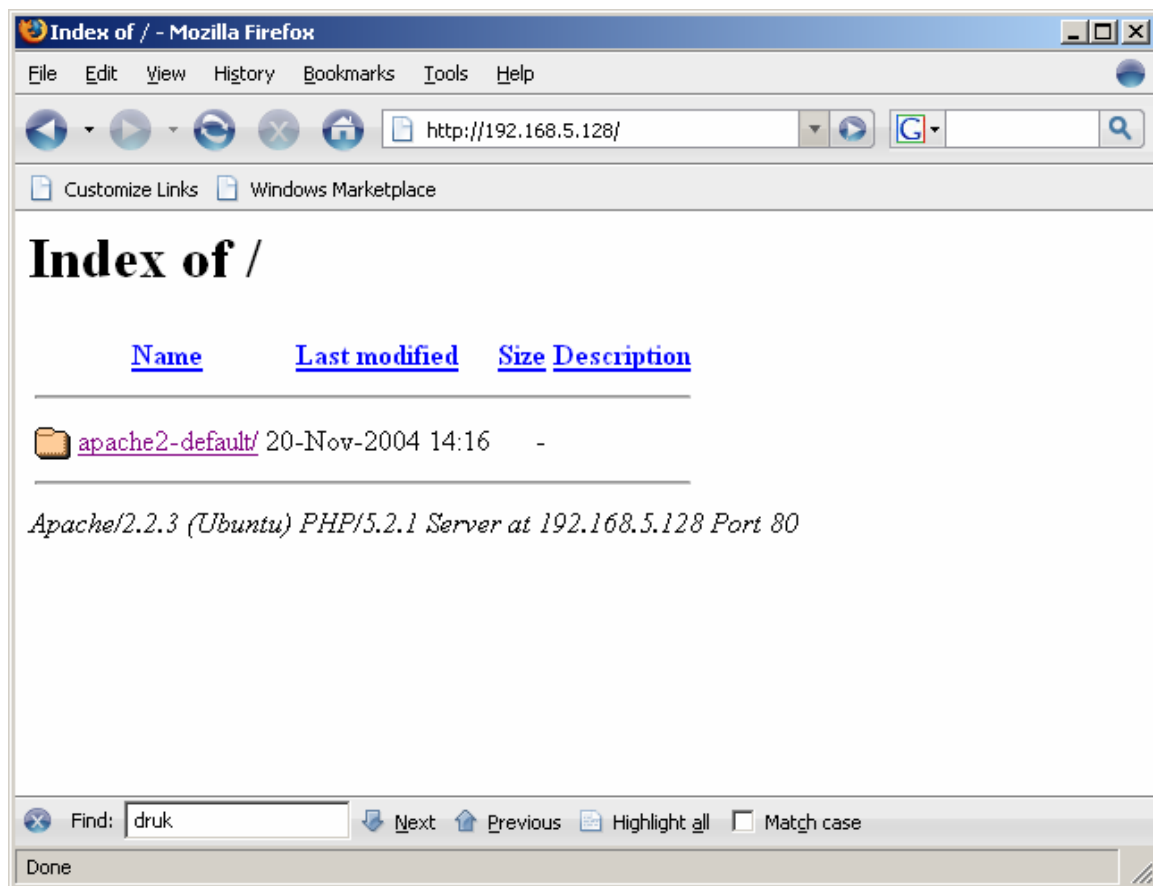 Index of / - Mozilla Firefox
File Edit View History Bookmarks Tools Help
http://192.168.5.128/ G
Customize Links Windows Marketplace
Index of /
Name Last modified Size Description
apache2-default/ 20-Nov-2004 14:16 -
Apache/2.2.3 (Ubuntu) PHP/5.2.1 Server at 192.168.5.128 Port 80
Find: druk Next Previous Highlight all Match case
Done